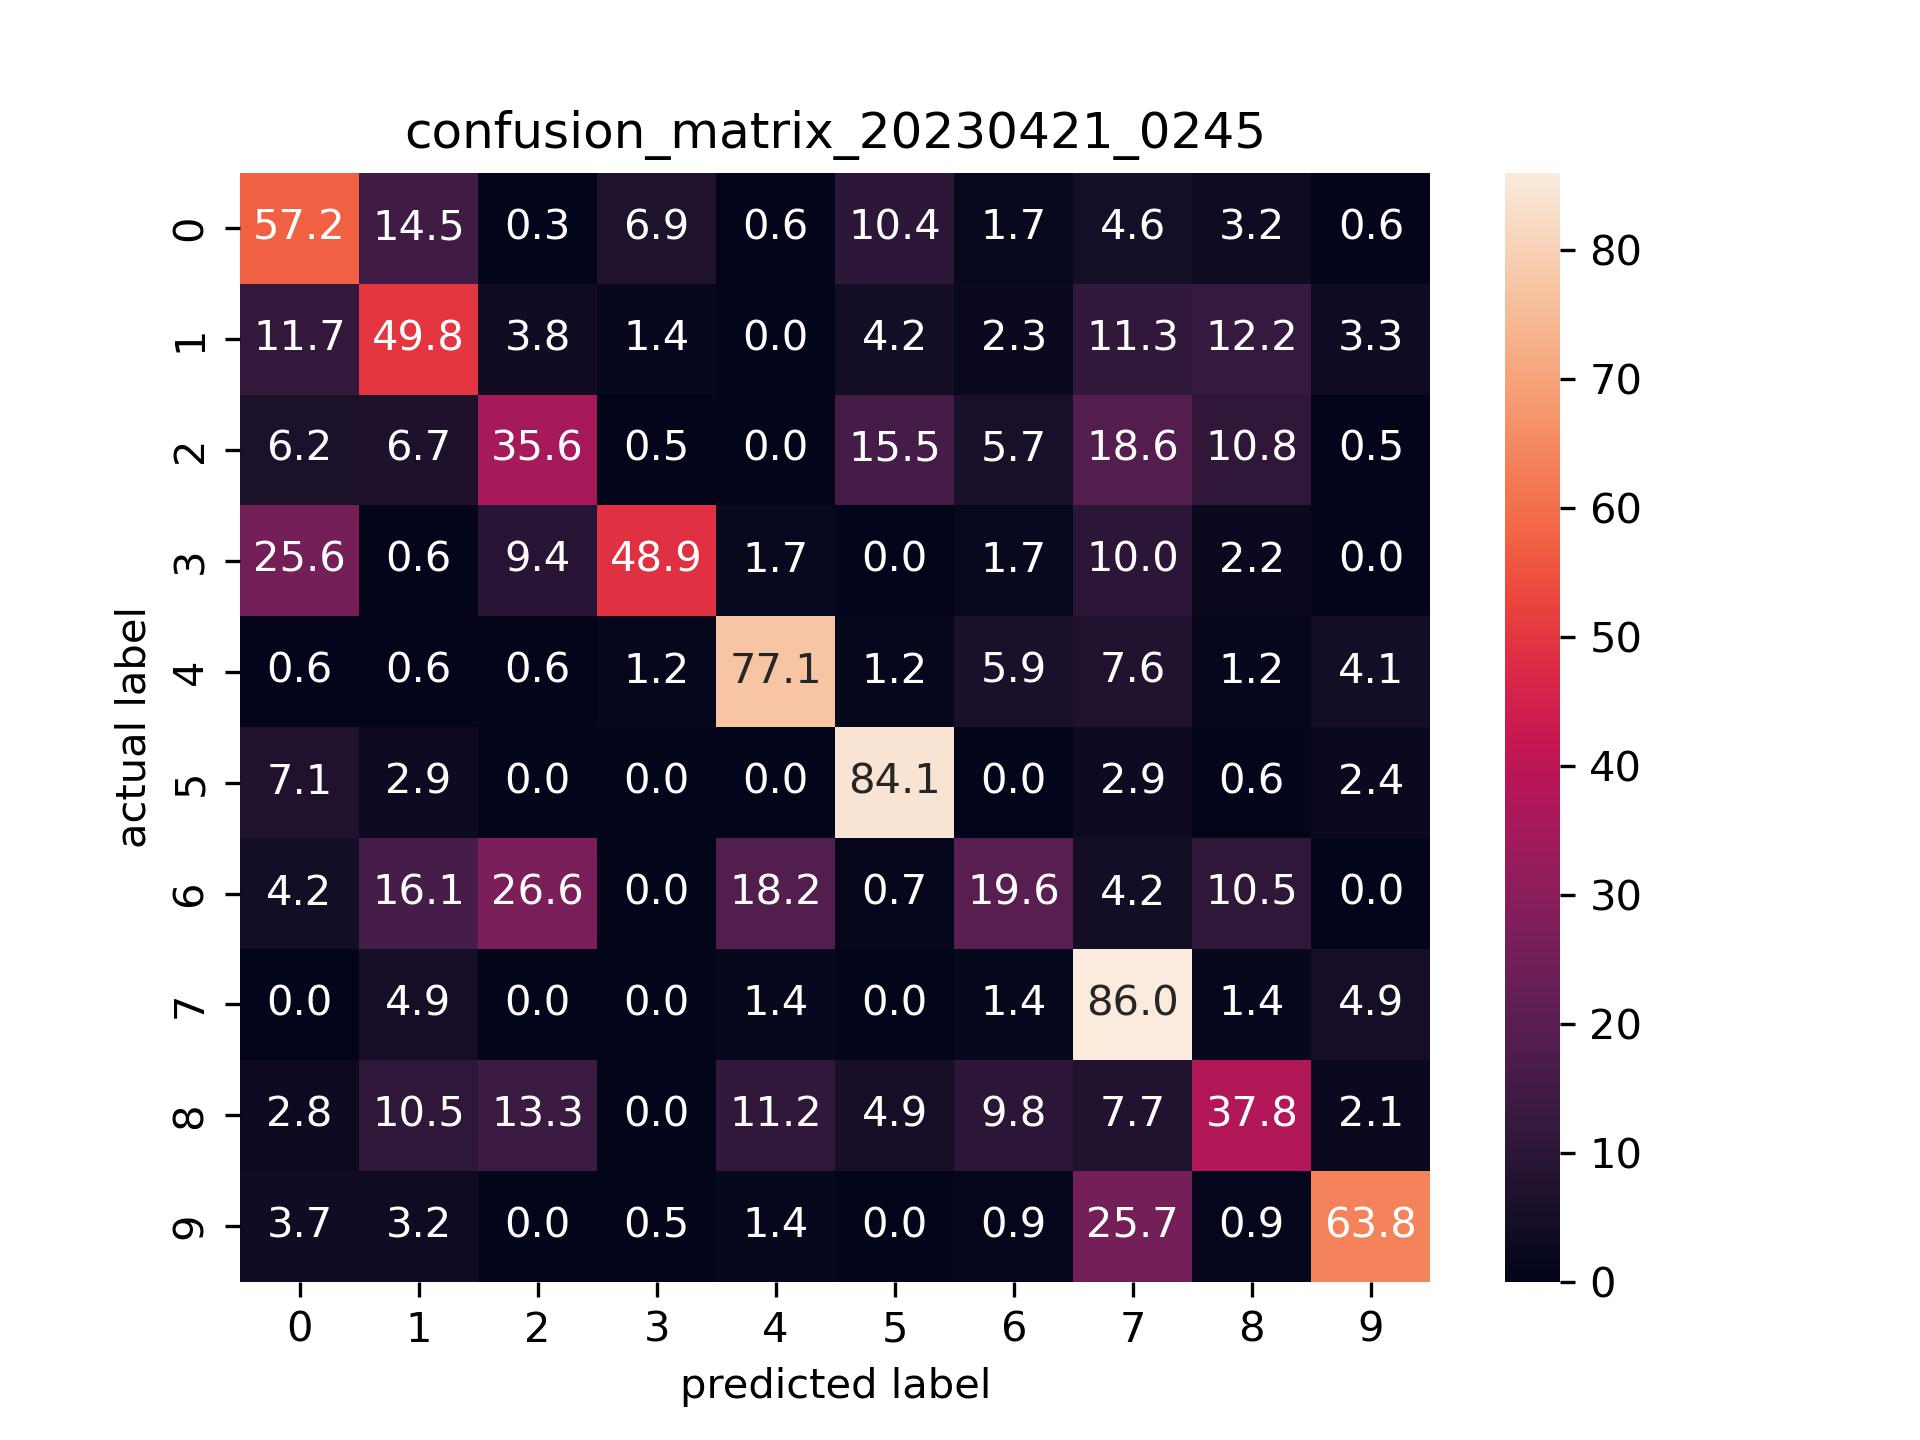 confusion_matrix_20230421_0245
0 57.2 14.5 0.3 6.9 0.6 10.4 1.7 4.6 3.2 0.6
1 11.7 49.8 3.8 1.4 0.0 4.2 2.3 11.3 12.2 3.3
2 6.2 6.7 35.6 0.5 0.0 15.5 5.7 18.6 10.8 0.5
3 25.6 0.6 9.4 48.9 1.7 0.0 1.7 10.0 2.2 0.0
4 0.6 0.6 0.6 1.2 77.1 1.2 5.9 7.6 1.2 4.1
5 7.1 2.9 0.0 0.0 0.0 84.1 0.0 2.9 0.6 2.4
6 4.2 16.1 26.6 0.0 18.2 0.7 19.6 4.2 10.5 0.0
7 0.0 4.9 0.0 0.0 1.4 0.0 1.4 86.0 1.4 4.9
8 2.8 10.5 13.3 0.0 11.2 4.9 9.8 7.7 37.8 2.1
9 3.7 3.2 0.0 0.5 1.4 0.0 0.9 25.7 0.9 63.8
0 1 2 3 4 5 6 7 8 9
predicted label
actual label
80
70
60
50
40
30
20
10
0